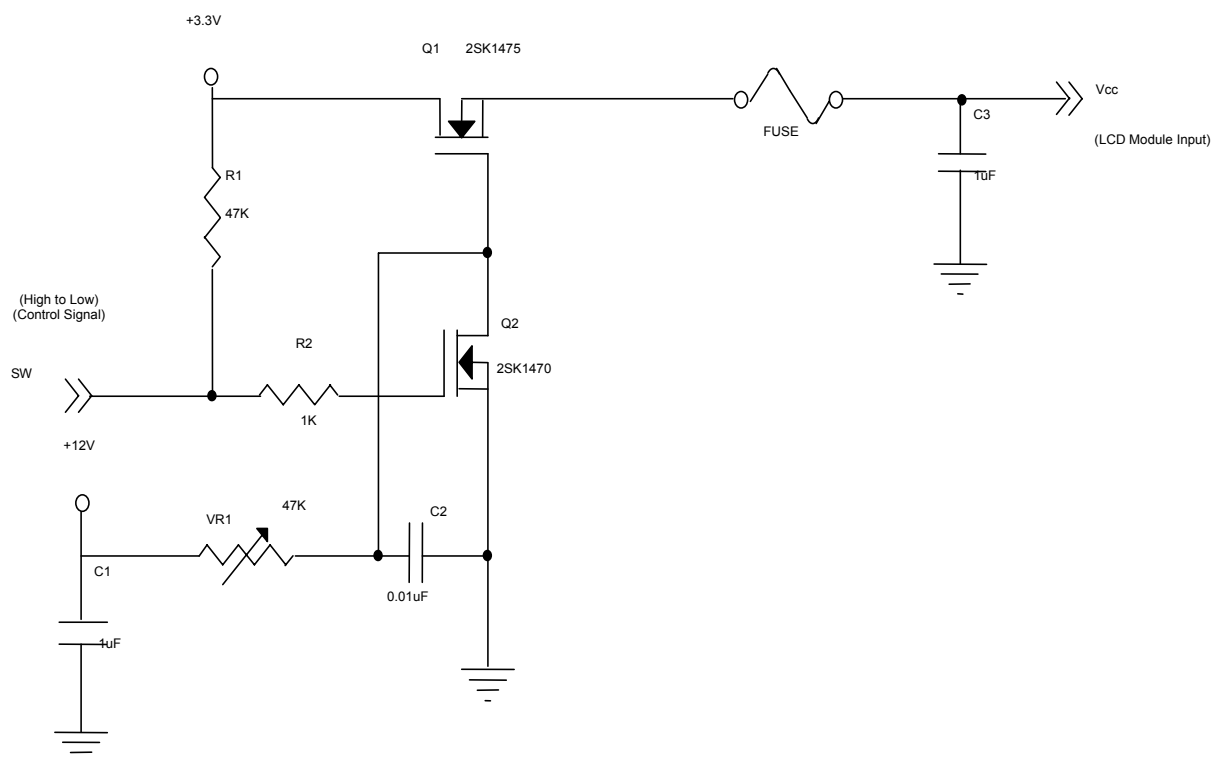 +3.3V
Q1 2SK1475
Vcc
C3
FUSE
(LCD Module Input)
R1
1uF
47K
(High to Low)
(Control Signal)
Q2
R2
2SK1470
SW
1K
+12V
47K
C2
VR1
C1
0.01uF
1uF